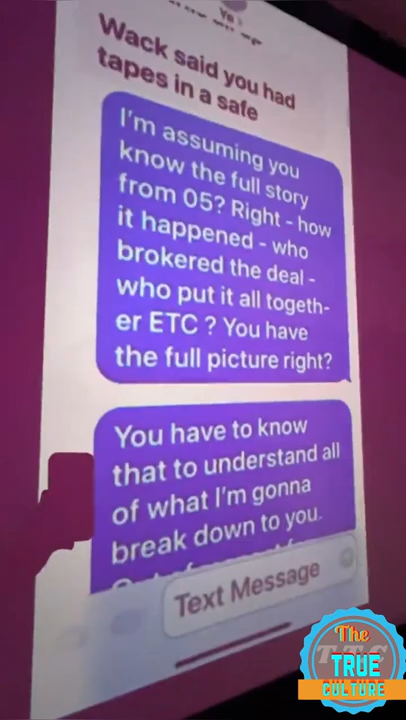 Ye
Wack said you had
tapes in a safe
I'm assuming you
know the full story
from 05? Right - how
it happened - who
brokered the deal -
who put it all togeth-
er ETC ? You have
the full picture right?
You have to know
that to understand all
of what I'm gonna
break down to you.
Text Message
The
TTC
TRUE
CULTURE